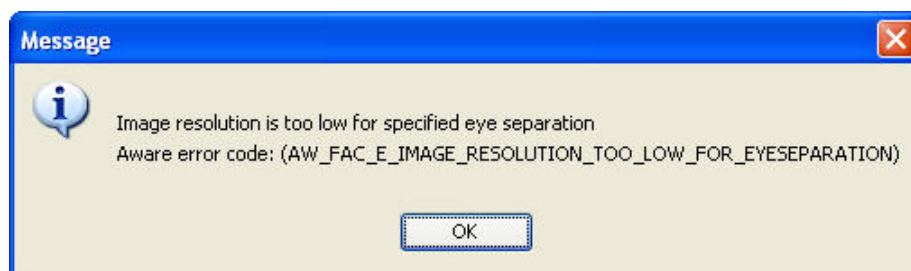 Message
Image resolution is too low for specified eye separation
Aware error code: (AW_FAC_E_IMAGE_RESOLUTION_TOO_LOW_FOR_EYESEPARATION)
OK